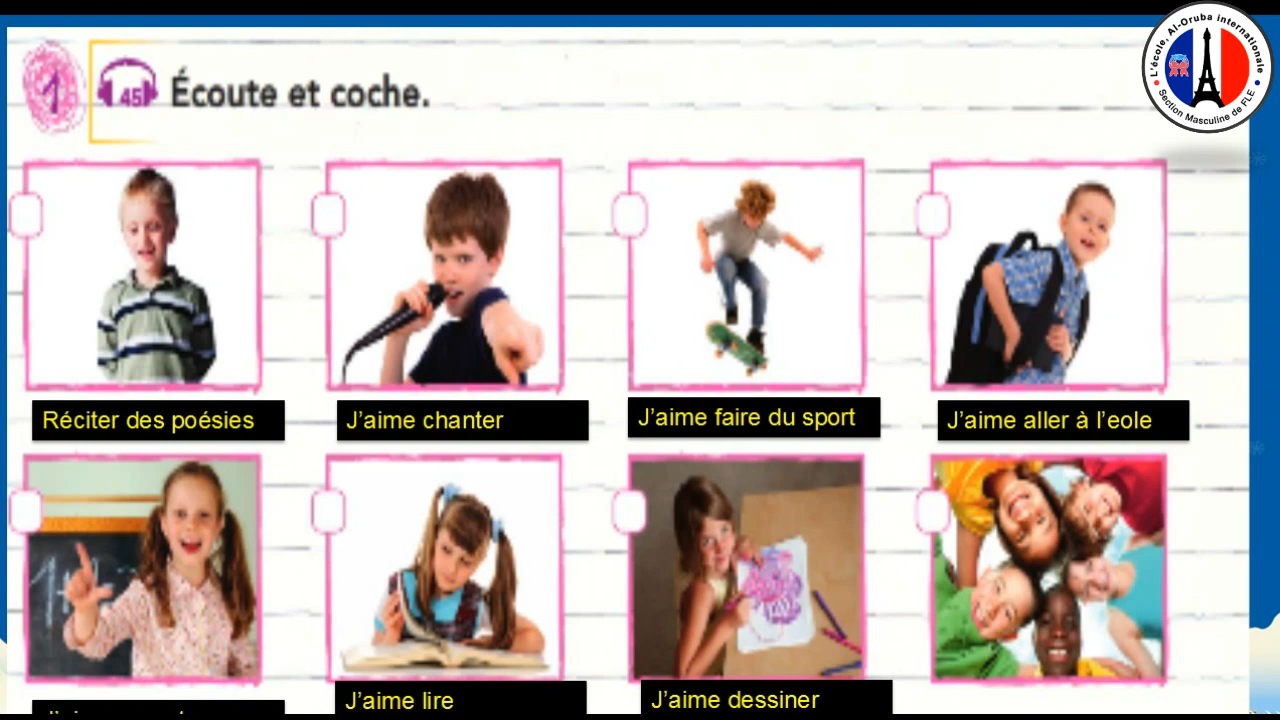 L'école. Al-Oruba internationale
Section Masculine de FLE
1
45
Écoute et coche.
Réciter des poésies
J'aime chanter
J'aime faire du sport
J'aime aller à l'eole
J'aime lire
J'aime dessiner